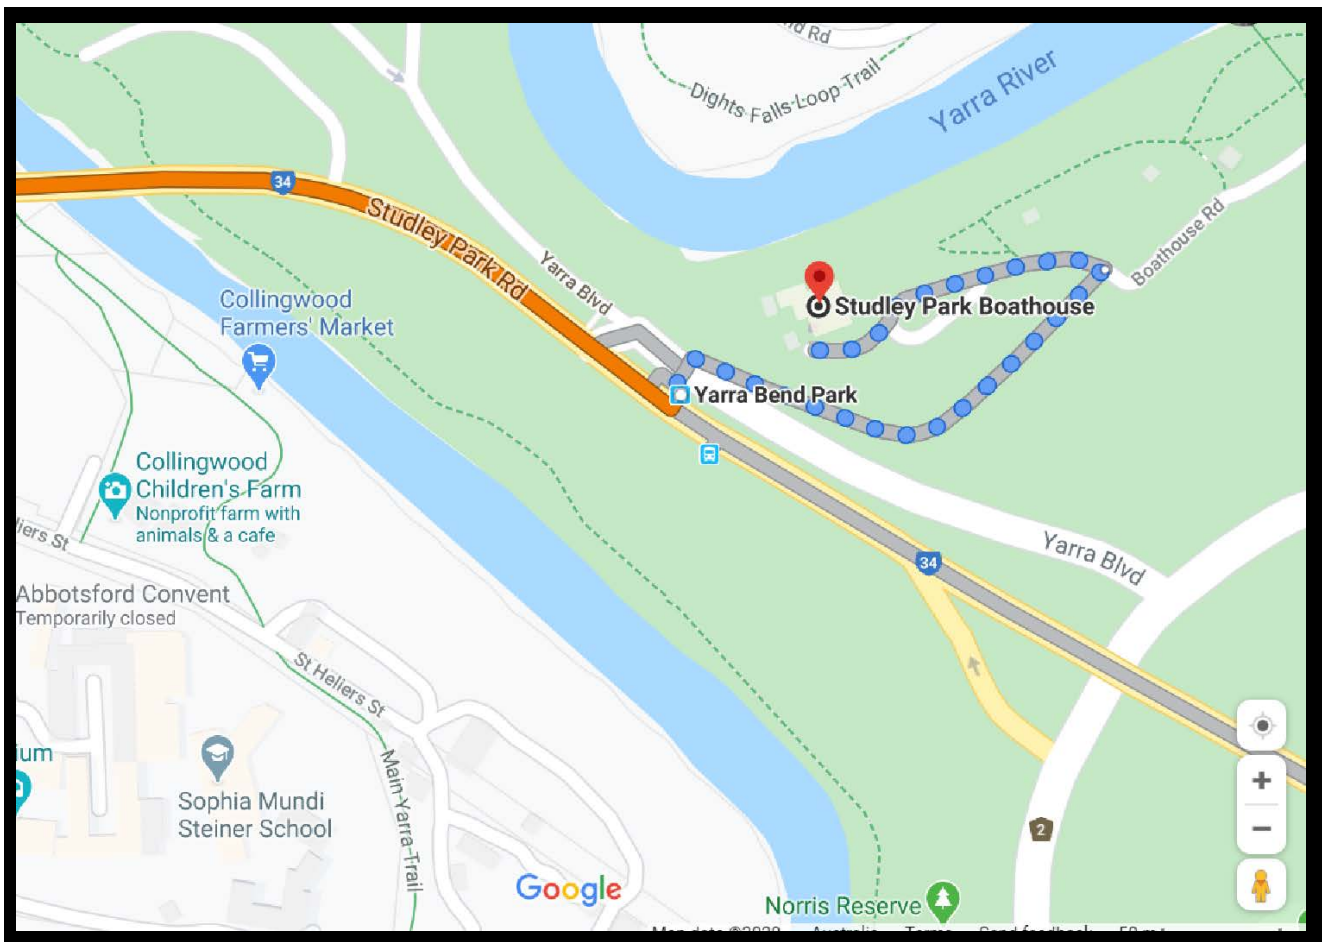 Dights Falls Loop Trail
Yarra River
34
Studley Park Rd
Yarra Blvd
Boathouse Rd
Collingwood
Farmers' Market
Studley Park Boathouse
Yarra Bend Park
Collingwood
Children's Farm
Nonprofit farm with
animals & a cafe
liers St
34
Yarra Blvd
Abbotsford Convent
Temporarily closed
St Heliers St
ium
Main Yarra Trail
Sophia Mundi
Steiner School
2
Google
Norris Reserve